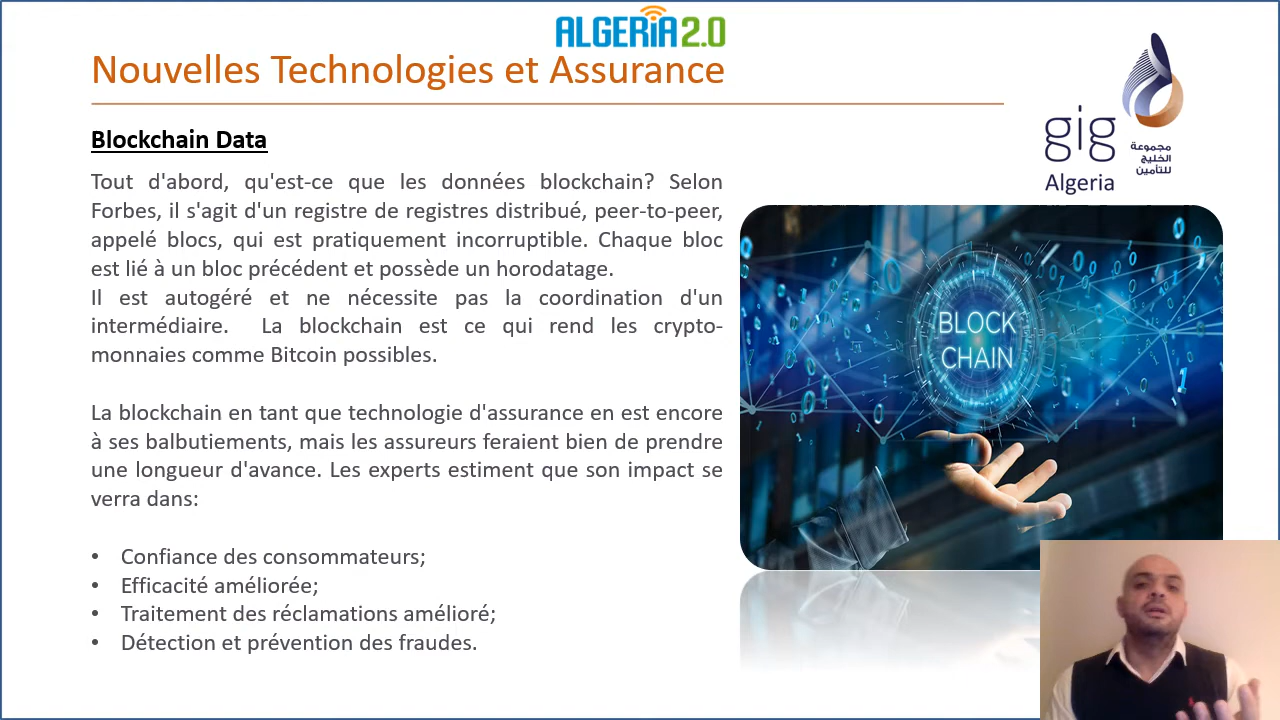 ALGERiA 2.0
Nouvelles Technologies et Assurance
gig
مجموعة
الخليج
للتأمين
Algeria
Blockchain Data
Tout d'abord, qu'est-ce que les données blockchain? Selon
Forbes, il s'agit d'un registre de registres distribué, peer-to-peer,
appelé blocs, qui est pratiquement incorruptible. Chaque bloc
est lié à un bloc précédent et possède un horodatage.
Il est autogéré et ne nécessite pas la coordination d'un
intermédiaire. La blockchain est ce qui rend les crypto-
monnaies comme Bitcoin possibles.
La blockchain en tant que technologie d'assurance en est encore
à ses balbutiements, mais les assureurs feraient bien de prendre
une longueur d'avance. Les experts estiment que son impact se
verra dans:
• Confiance des consommateurs;
• Efficacité améliorée;
• Traitement des réclamations amélioré;
• Détection et prévention des fraudes.
BLOCK
CHAIN